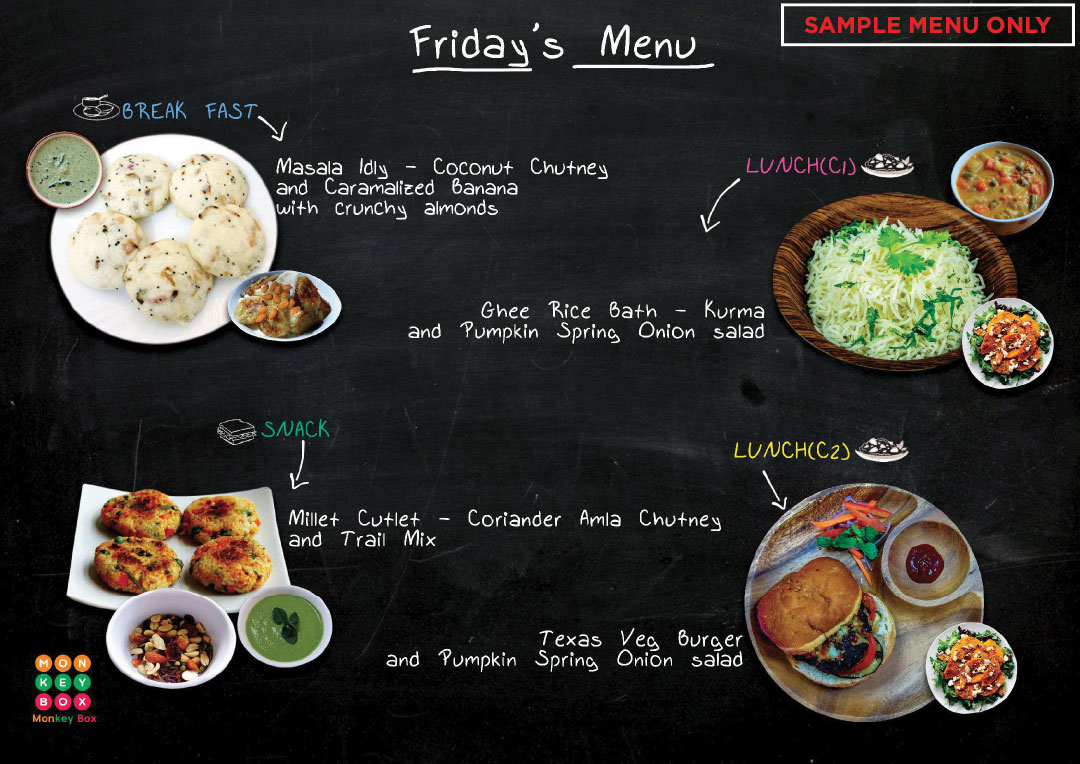 Friday's Menu
SAMPLE MENU ONLY
BREAK FAST
Masala Idly - Coconut Chutney
and Caramalized Banana
with crunchy almonds
LUNCH(C1)
Ghee Rice Bath - Kurma
and Pumpkin Spring Onion salad
SNACK
Millet Cutlet - Coriander Amla Chutney
and Trail Mix
LUNCH(C2)
Texas Veg Burger
and Pumpkin Spring Onion salad
MON
KEY
BOX
Monkey Box